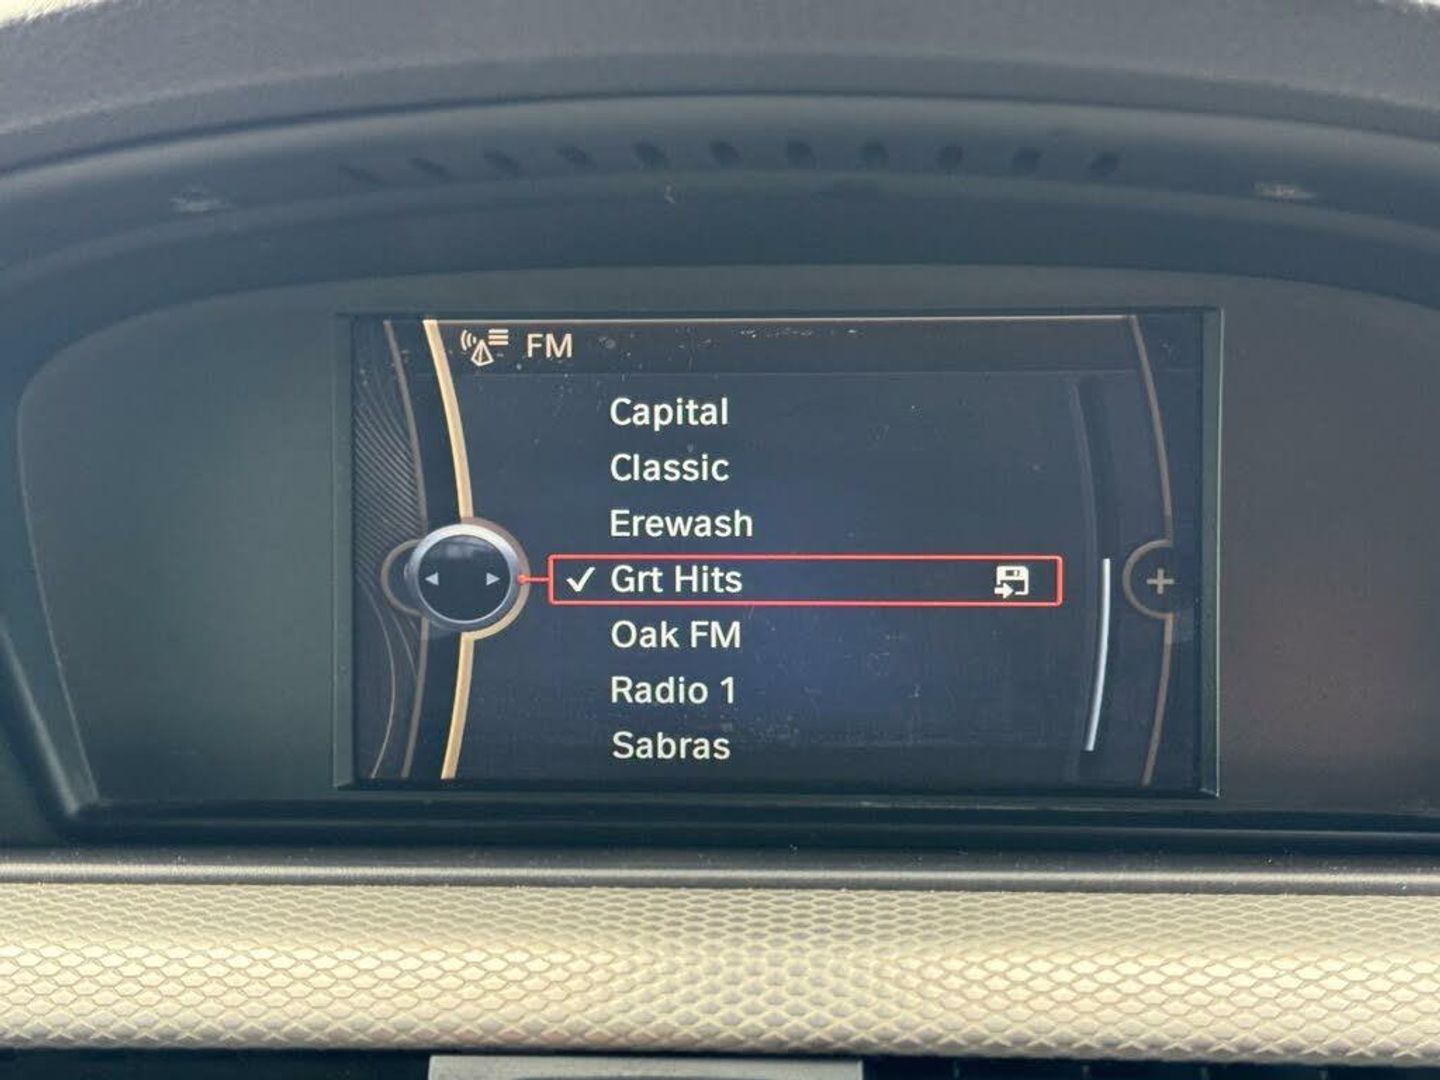 FM
Capital
Classic
Erewash
Grt Hits
Oak FM
Radio 1
Sabras